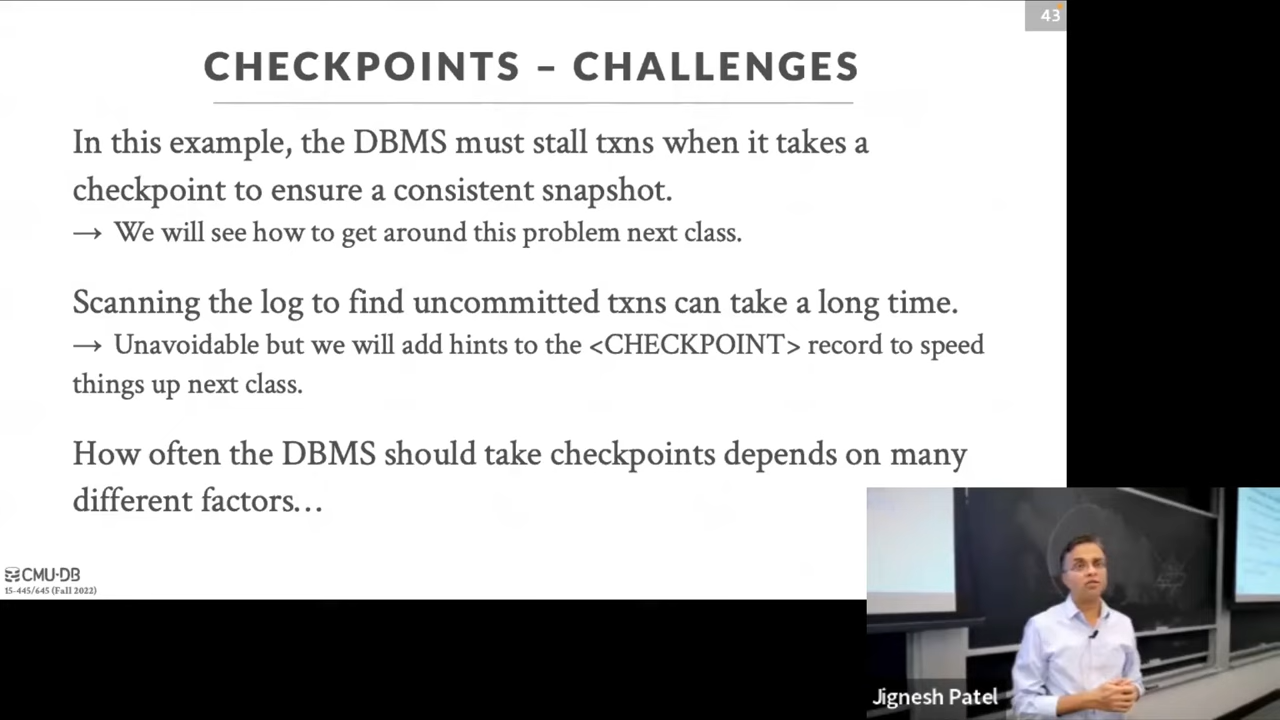 43
CHECKPOINTS – CHALLENGES
In this example, the DBMS must stall txns when it takes a
checkpoint to ensure a consistent snapshot.
→ We will see how to get around this problem next class.
Scanning the log to find uncommitted txns can take a long time.
→ Unavoidable but we will add hints to the <CHECKPOINT> record to speed
things up next class.
How often the DBMS should take checkpoints depends on many
different factors…
CMU·DB
15-445/645 (Fall 2022)
Jignesh Patel